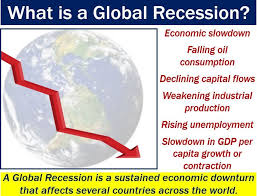 What is a Global Recession?
Economic slowdown
Falling oil
consumption
Declining capital flows
Weakening industrial
production
Rising unemployment
Slowdown in GDP per
capita growth or
contraction
A Global Recession is a sustained economic downturn
that affects several countries across the world.